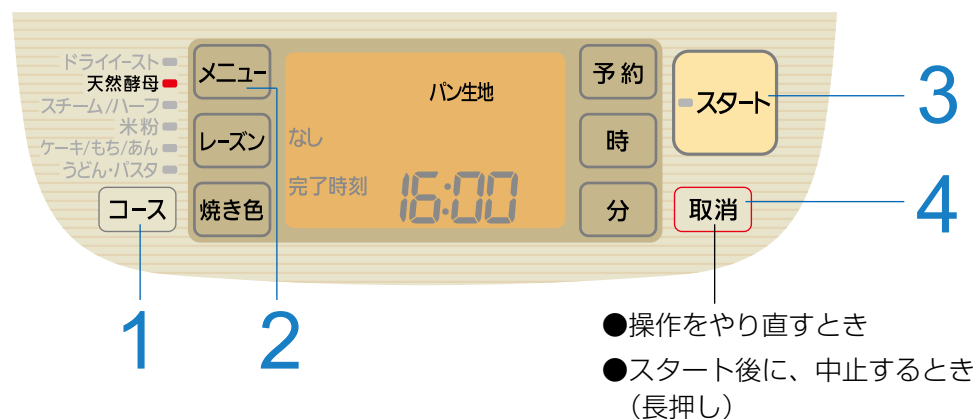 ドライイースト
天然酵母
スチーム/ハーフ
米粉
ケーキ/もち/あん
うどん・パスタ
コース
メニュー
レーズン
焼き色
パン生地
なし
完了時刻 16:00
予約
時
分
スタート
取消
1
2
3
4
●操作をやり直すとき
●スタート後に、中止するとき
（長押し）